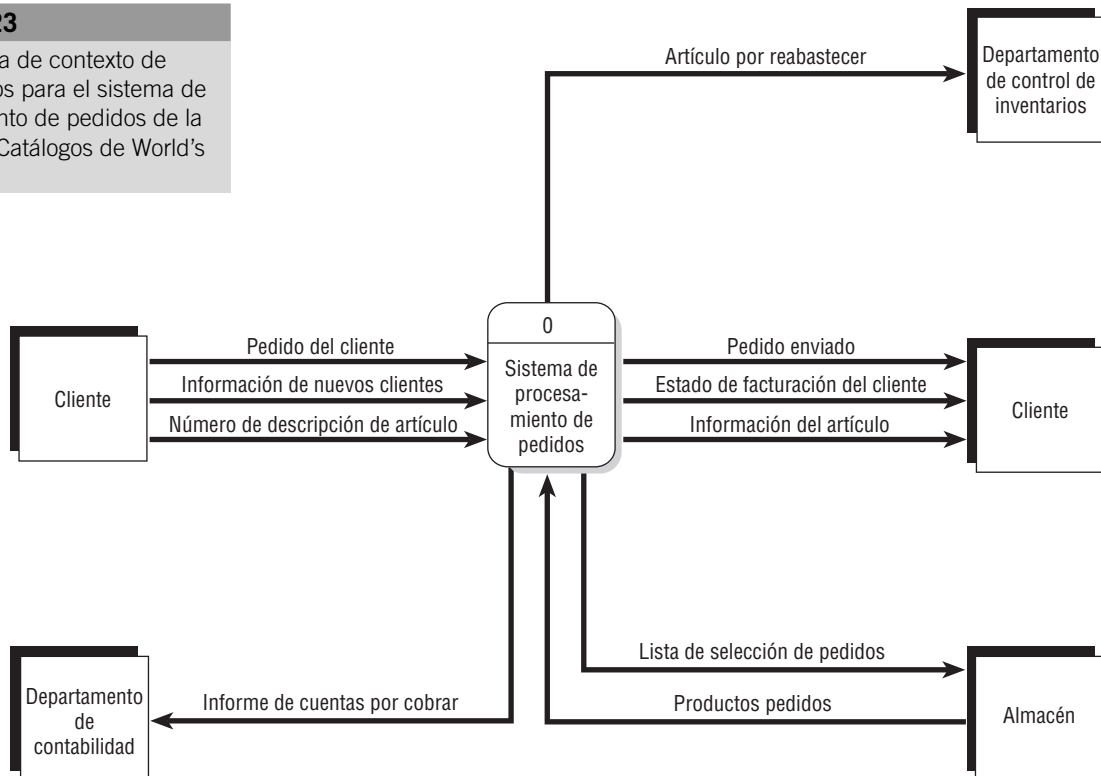 23
a de contexto de
os para el sistema de
nto de pedidos de la
Catálogos de World's
Artículo por reabastecer
Departamento
de control de
inventarios
Cliente
Pedido del cliente
Información de nuevos clientes
Número de descripción de artículo
0
Sistema de
procesa-
miento de
pedidos
Pedido enviado
Estado de facturación del cliente
Información del artículo
Cliente
Departamento
de
contabilidad
Informe de cuentas por cobrar
Lista de selección de pedidos
Productos pedidos
Almacén